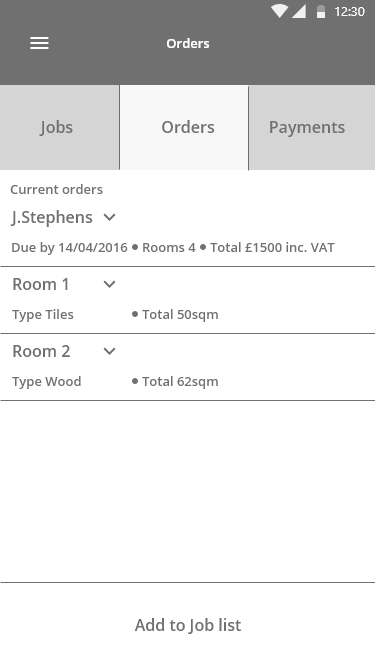 12:30
Orders
Jobs Orders Payments
Current orders
J.Stephens
Due by 14/04/2016 • Rooms 4 • Total £1500 inc. VAT
Room 1
Type Tiles • Total 50sqm
Room 2
Type Wood • Total 62sqm
Add to Job list